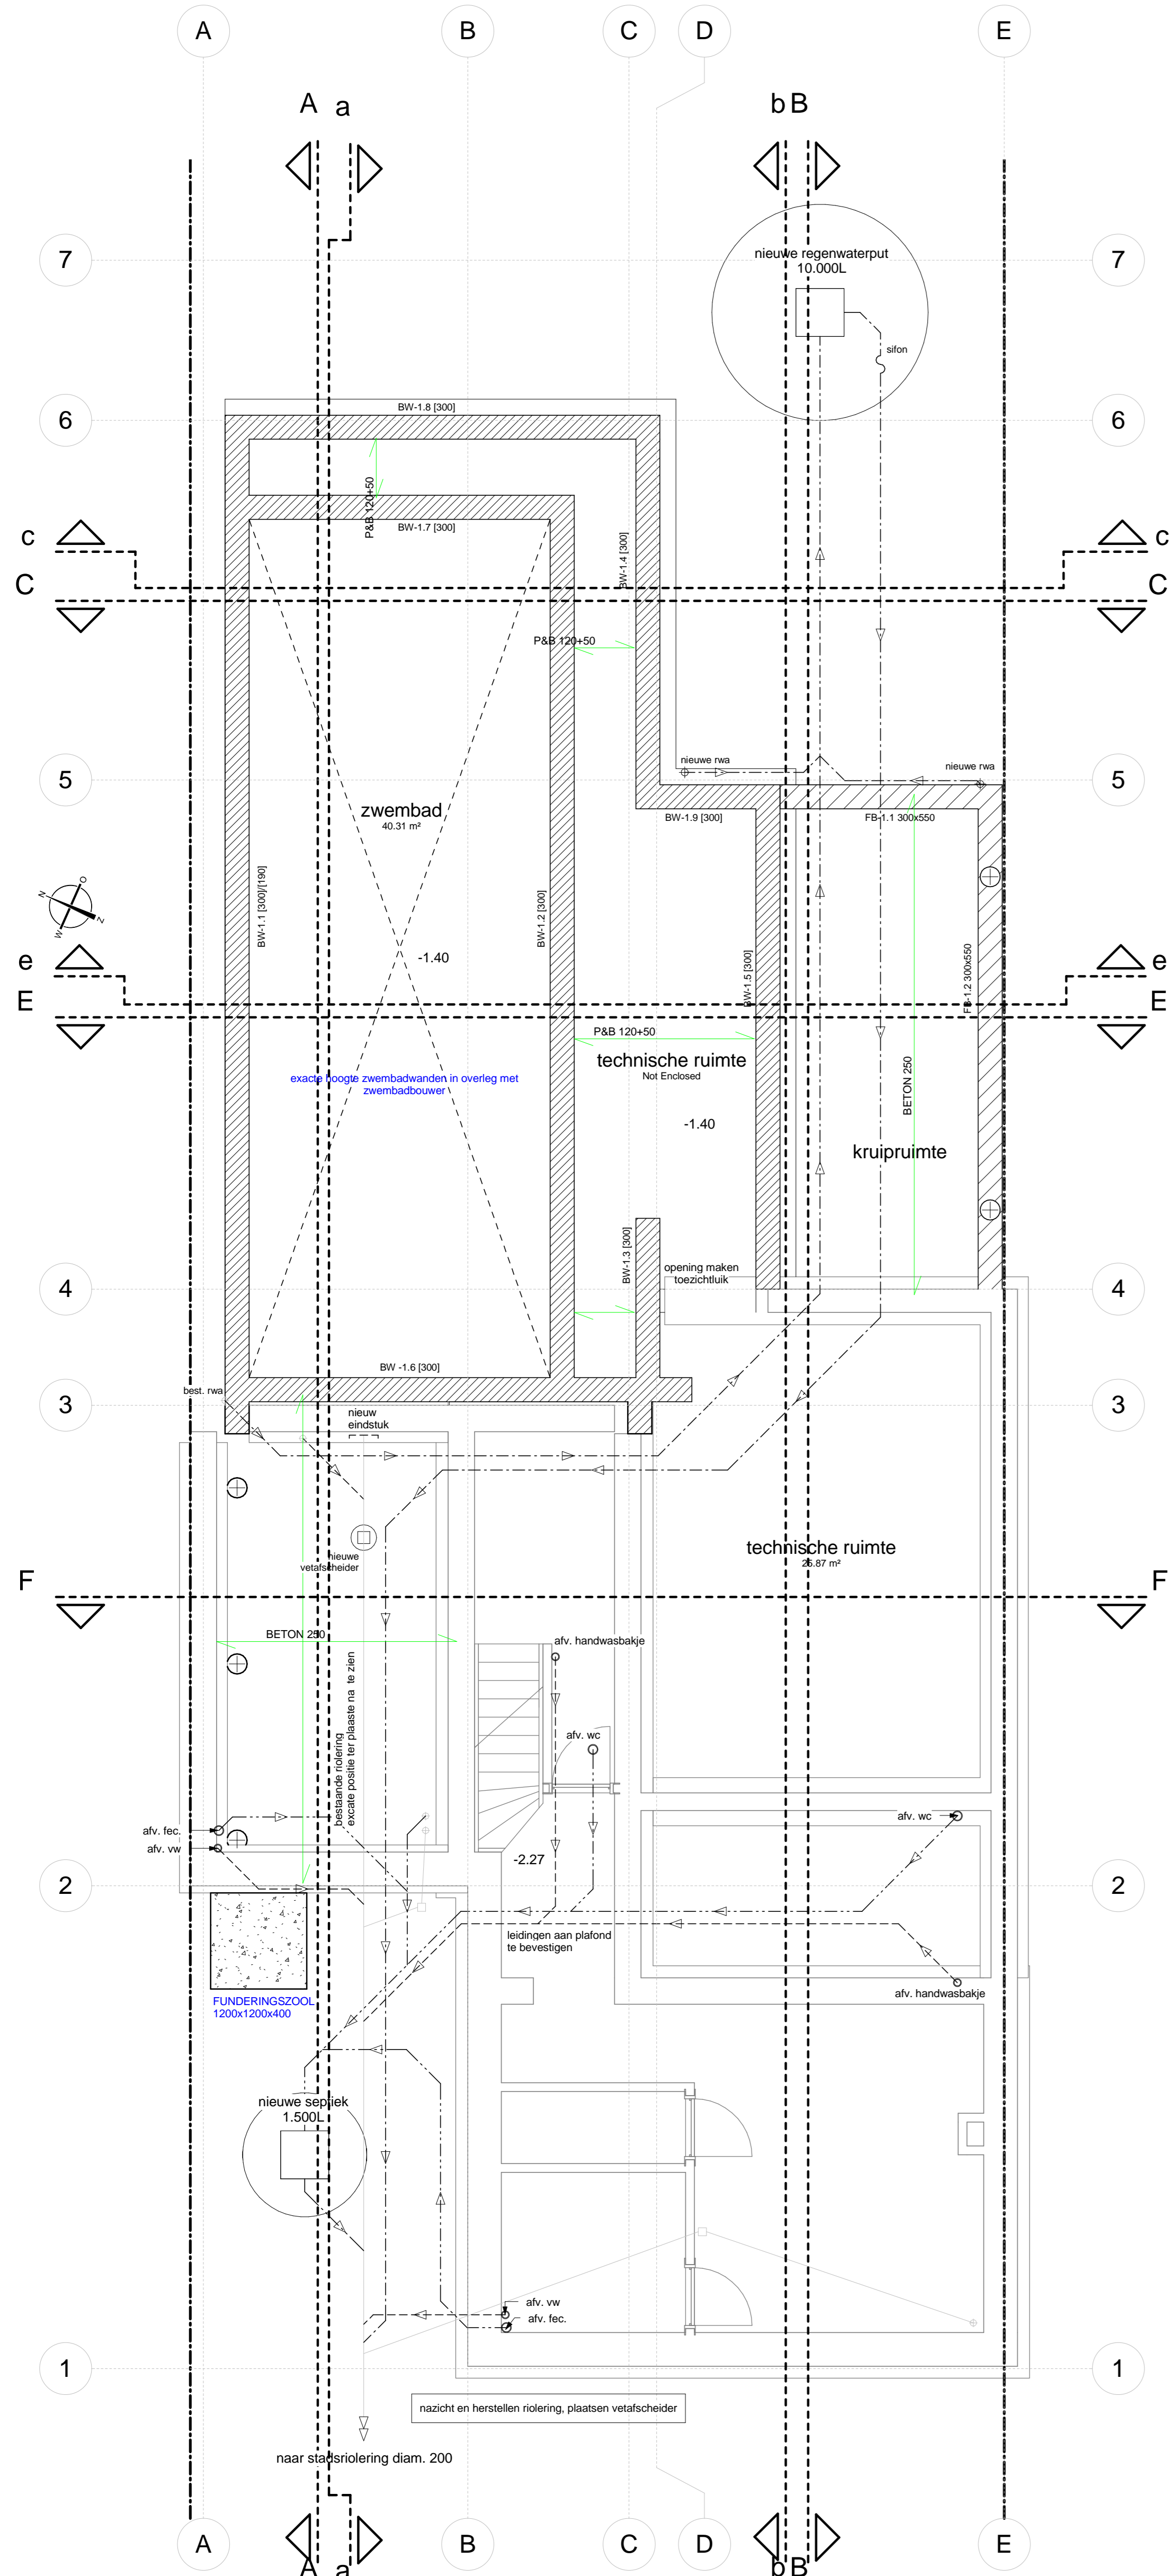 A
B
C
D
E
A
a
b
B
7
nieuwe regenwaterput
10.000L
7
sifon
BW-1.8 [300]
6
6
P&B 120+50
BW-1.7 [300]
BW-1.4 [300]
c
c
C
C
P&B 120+50
nieuwe rwa
nieuwe rwa
5
5
zwembad
40.31 m²
BW-1.9 [300]
FB-1.1 300x550
BW-1.1 [300]/[190]
BW-1.2 [300]
N
O
W
Z
-1.40
BW-1.5 [300]
FB-1.2 300x550
e
e
E
E
P&B 120+50
technische ruimte
Not Enclosed
exacte hoogte zwembadwanden in overleg met
zwembadbouwer
BETON 250
-1.40
kruipruimte
BW-1.3 [300]
opening maken
toezichtluik
4
4
BW -1.6 [300]
best. rwa
3
3
nieuw
eindstuk
technische ruimte
26.87 m²
nieuwe
vetafscheider
F
F
BETON 250
afv. handwasbakje
bestaande riolering
excate positie ter plaaste na te zien
afv. wc
afv. wc
afv. fec.
afv. vw
-2.27
2
2
leidingen aan plafond
te bevestigen
afv. handwasbakje
FUNDERINGSZOOL
1200x1200x400
nieuwe septiek
1.500L
afv. vw
afv. fec.
1
1
nazicht en herstellen riolering, plaatsen vetafscheider
naar stadsriolering diam. 200
A
B
C
D
E
A
a
b
B